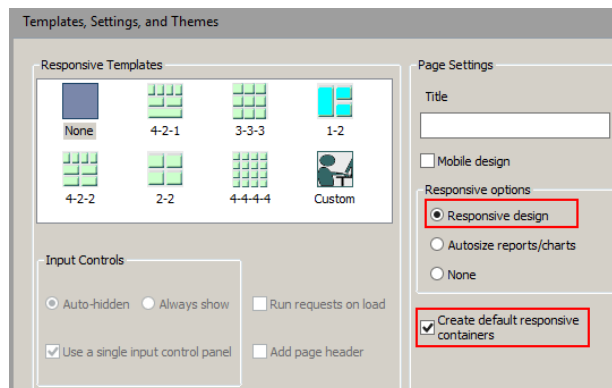 Templates, Settings, and Themes
Responsive Templates
None
4-2-1
3-3-3
1-2
4-2-2
2-2
4-4-4-4
Custom
Input Controls
Auto-hidden
Always show
Use a single input control panel
Run requests on load
Add page header
Page Settings
Title
Mobile design
Responsive options
Responsive design
Autosize reports/charts
None
Create default responsive
containers